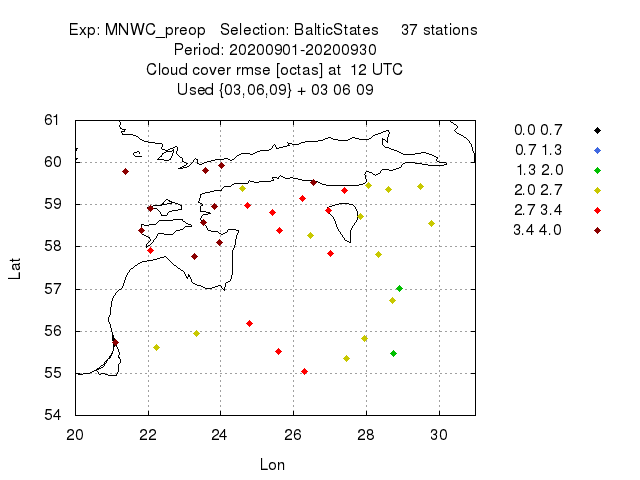 Exp: MNWC_preop Selection: BalticStates 37 stations
Period: 20200901-20200930
Cloud cover rmse [octas] at 12 UTC
Used {03,06,09} + 03 06 09
61
60
59
58
57
56
55
54
Lat
20 22 24 26 28 30
Lon
0.0 0.7
0.7 1.3
1.3 2.0
2.0 2.7
2.7 3.4
3.4 4.0